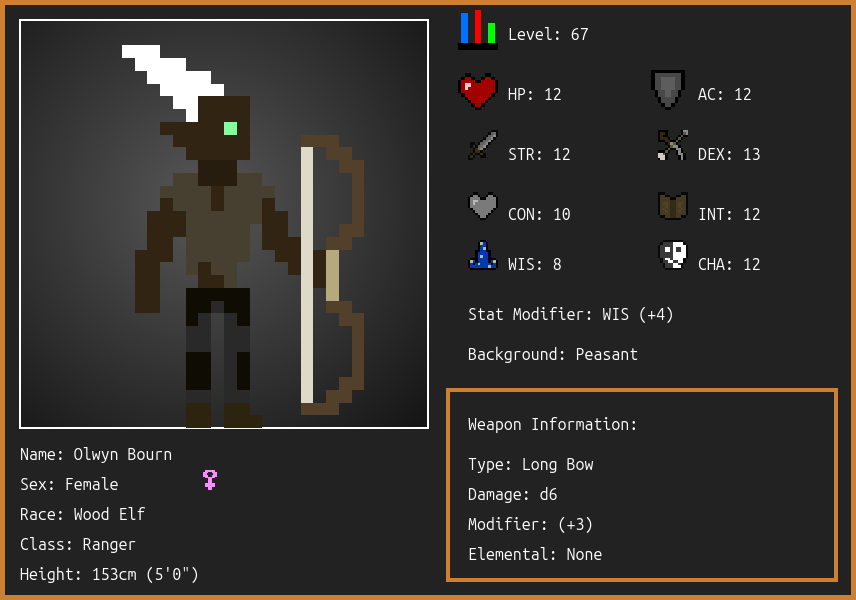 Level: 67
HP: 12
AC: 12
STR: 12
DEX: 13
CON: 10
INT: 12
WIS: 8
CHA: 12
Stat Modifier: WIS (+4)
Background: Peasant
Weapon Information:
Type: Long Bow
Damage: d6
Modifier: (+3)
Elemental: None
Name: Olwyn Bourn
Sex: Female
Race: Wood Elf
Class: Ranger
Height: 153cm (5'0")